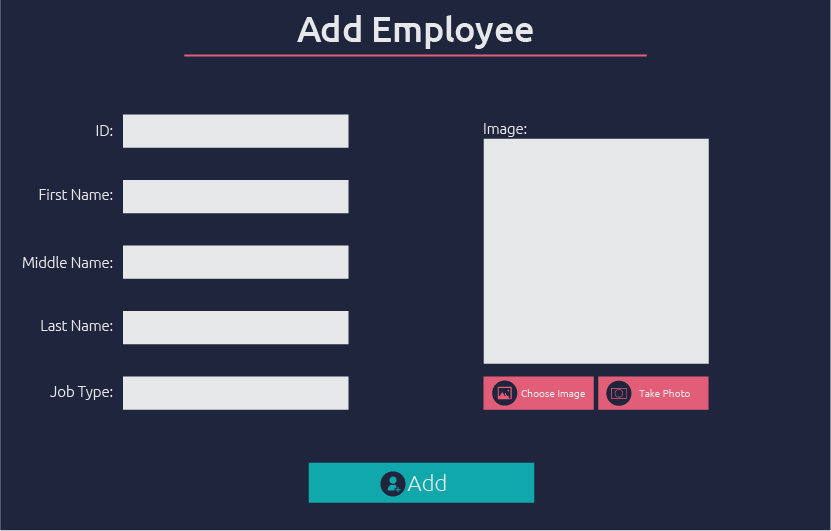 Add Employee
ID:
First Name:
Middle Name:
Last Name:
Job Type:
Image:
Choose Image
Take Photo
Add